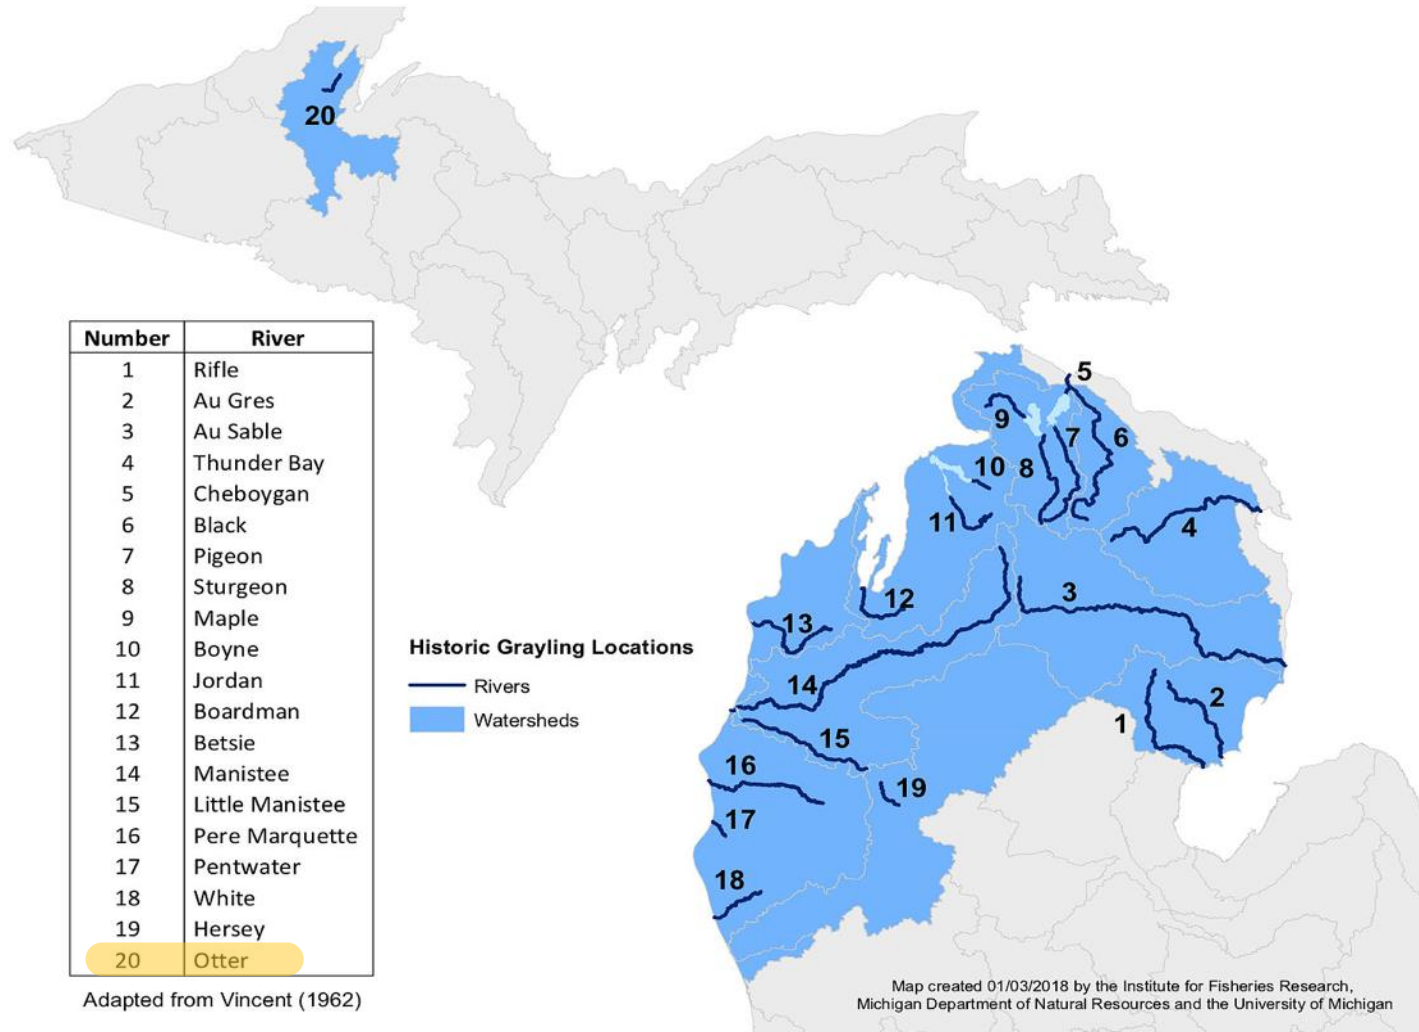 20
Number River
1 Rifle
2 Au Gres
3 Au Sable
4 Thunder Bay
5 Cheboygan
6 Black
7 Pigeon
8 Sturgeon
9 Maple
10 Boyne
11 Jordan
12 Boardman
13 Betsie
14 Manistee
15 Little Manistee
16 Pere Marquette
17 Pentwater
18 White
19 Hersey
20 Otter
Adapted from Vincent (1962)
Historic Grayling Locations
Rivers
Watersheds
5
9
7
6
10
8
11
4
3
12
13
14
2
1
15
16
19
17
18
Map created 01/03/2018 by the Institute for Fisheries Research,
Michigan Department of Natural Resources and the University of Michigan